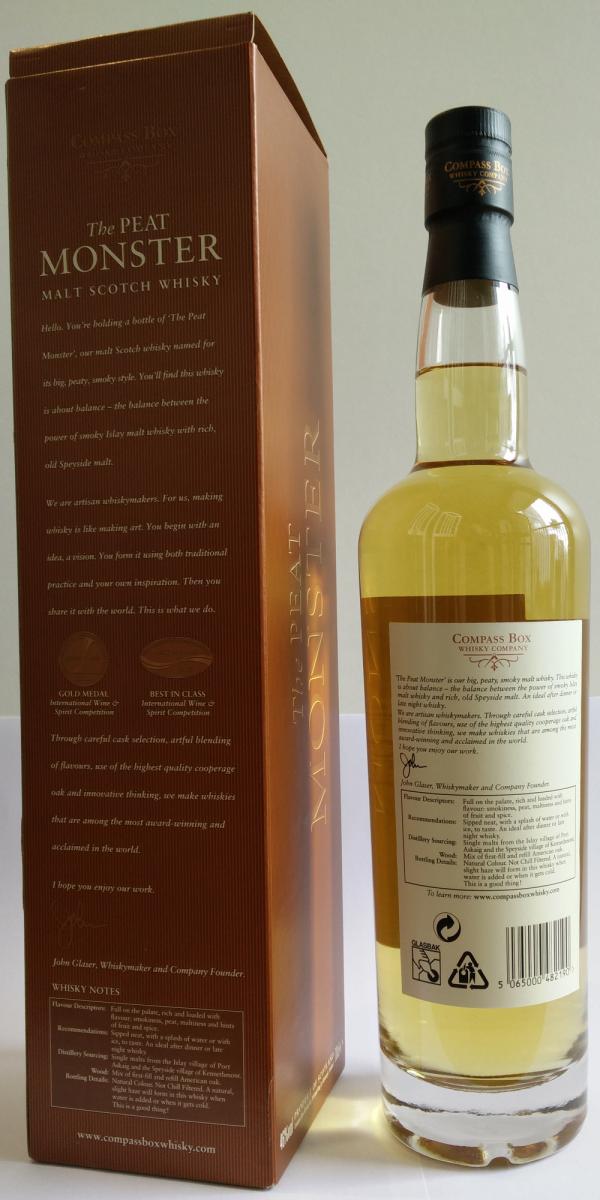 COMPASS BOX
WHISKY COMPANY
The PEAT
MONSTER
MALT SCOTCH WHISKY
Hello. You're holding a bottle of 'The Peat
Monster', our malt Scotch whisky named for
its big, peaty, smoky style. You'll find this whisky
is about balance – the balance between the
power of smoky Islay malt whisky with rich,
old Speyside malt.
We are artisan whiskymakers. For us, making
whisky is like making art. You begin with an
idea, a vision. You form it using both traditional
practice and your own inspiration. Then you
share it with the world. This is what we do.
GOLD MEDAL
International Wine &
Spirit Competition
BEST IN CLASS
International Wine &
Spirit Competition
Through careful cask selection, artful blending
of flavours, use of the highest quality cooperage
oak and innovative thinking, we make whiskies
that are among the most award-winning and
acclaimed in the world.
I hope you enjoy our work.
John
John Glaser, Whiskymaker and Company Founder.
WHISKY NOTES
Flavour Descriptors: Full on the palate, rich and loaded with
flavour: smokiness, peat, maltiness and hints
of fruit and spice.
Recommendations: Sipped neat, with a splash of water or with
ice, to taste. An ideal after dinner or late
night whisky.
Distillery Sourcing: Single malts from the Islay village of Port
Askaig and the Speyside village of Kennethmont.
Wood: Mix of first-fill and refill American oak.
Bottling Details: Natural Colour. Not Chill Filtered. A natural,
slight haze will form in this whisky when
water is added or when it gets cold.
This is a good thing!
www.compassboxwhisky.com
The PEAT
MONSTER
COMPASS BOX
WHISKY COMPANY
COMPASS BOX
WHISKY COMPANY
'The Peat Monster' is our big, peaty, smoky malt whisky. This whisky
is about balance – the balance between the power of smoky Islay
malt whisky and rich, old Speyside malt. An ideal after dinner or
late night whisky.
We are artisan whiskymakers. Through careful cask selection, artful
blending of flavours, use of the highest quality cooperage oak and
innovative thinking, we make whiskies that are among the most
award-winning and acclaimed in the world.
I hope you enjoy our work.
John
John Glaser, Whiskymaker and Company Founder.
Flavour Descriptors: Full on the palate, rich and loaded with
flavour: smokiness, peat, maltiness and hints
of fruit and spice.
Recommendations: Sipped neat, with a splash of water or with
ice, to taste. An ideal after dinner or late
night whisky.
Distillery Sourcing: Single malts from the Islay village of Port
Askaig and the Speyside village of Kennethmont.
Wood: Mix of first-fill and refill American oak.
Bottling Details: Natural Colour. Not Chill Filtered. A natural,
slight haze will form in this whisky when
water is added or when it gets cold.
This is a good thing!
To learn more: www.compassboxwhisky.com
GLASBAK
5 065000 482190